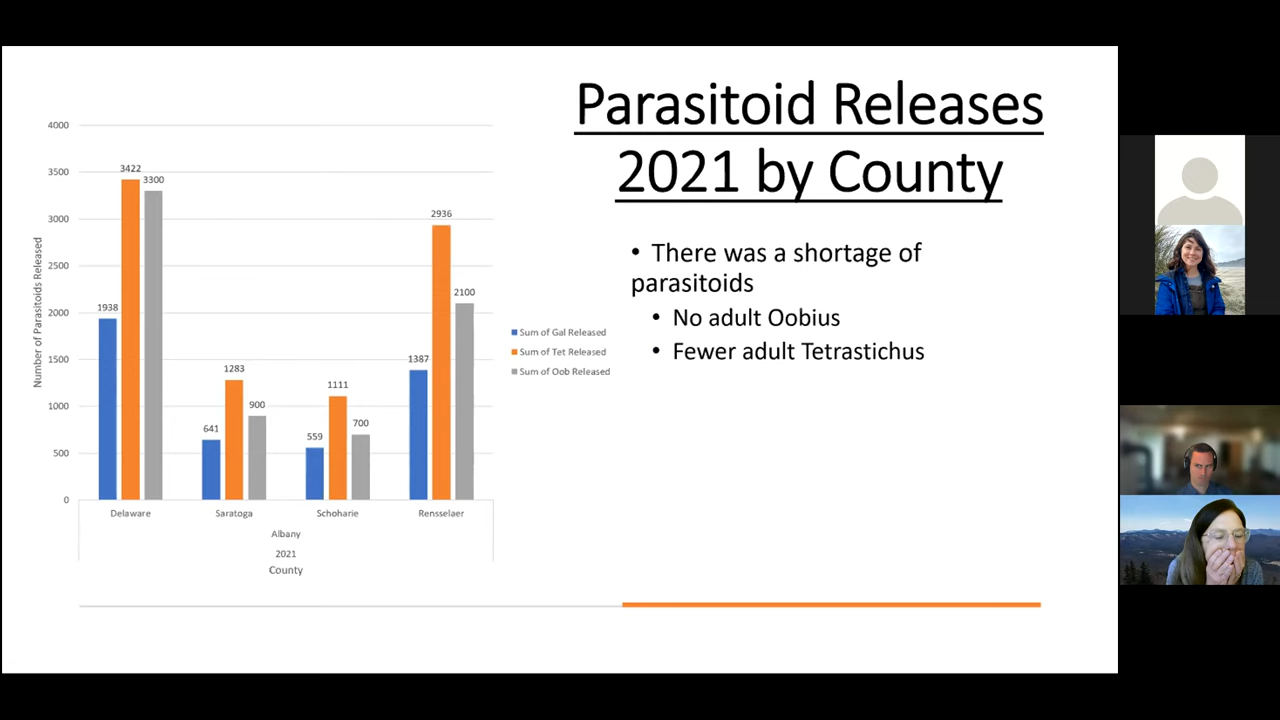 Parasitoid Releases
2021 by County
• There was a shortage of
parasitoids
• No adult Oobius
• Fewer adult Tetrastichus
Number of Parasitoids Released
4000
3500
3000
2500
2000
1500
1000
500
0
1938
3422
3300
641
1283
900
559
1111
700
1387
2936
2100
Delaware
Saratoga
Schoharie
Rensselaer
Albany
2021
County
Sum of Gal Released
Sum of Tet Released
Sum of Oob Released